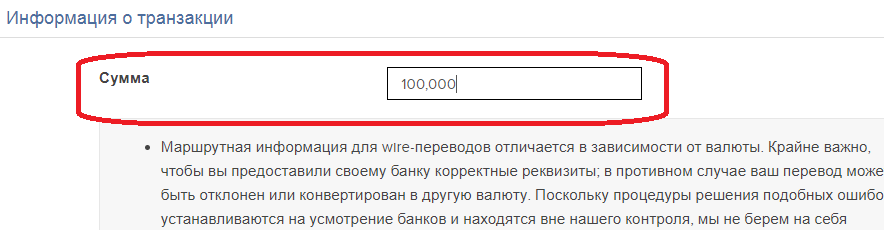 Информация о транзакции
Сумма 100,000
• Маршрутная информация для wire-переводов отличается в зависимости от валюты. Крайне важно,
чтобы вы предоставили своему банку корректные реквизиты; в противном случае ваш перевод може
быть отклонен или конвертирован в другую валюту. Поскольку процедуры решения подобных ошибо
устанавливаются на усмотрение банков и находятся вне нашего контроля, мы не берем на себя